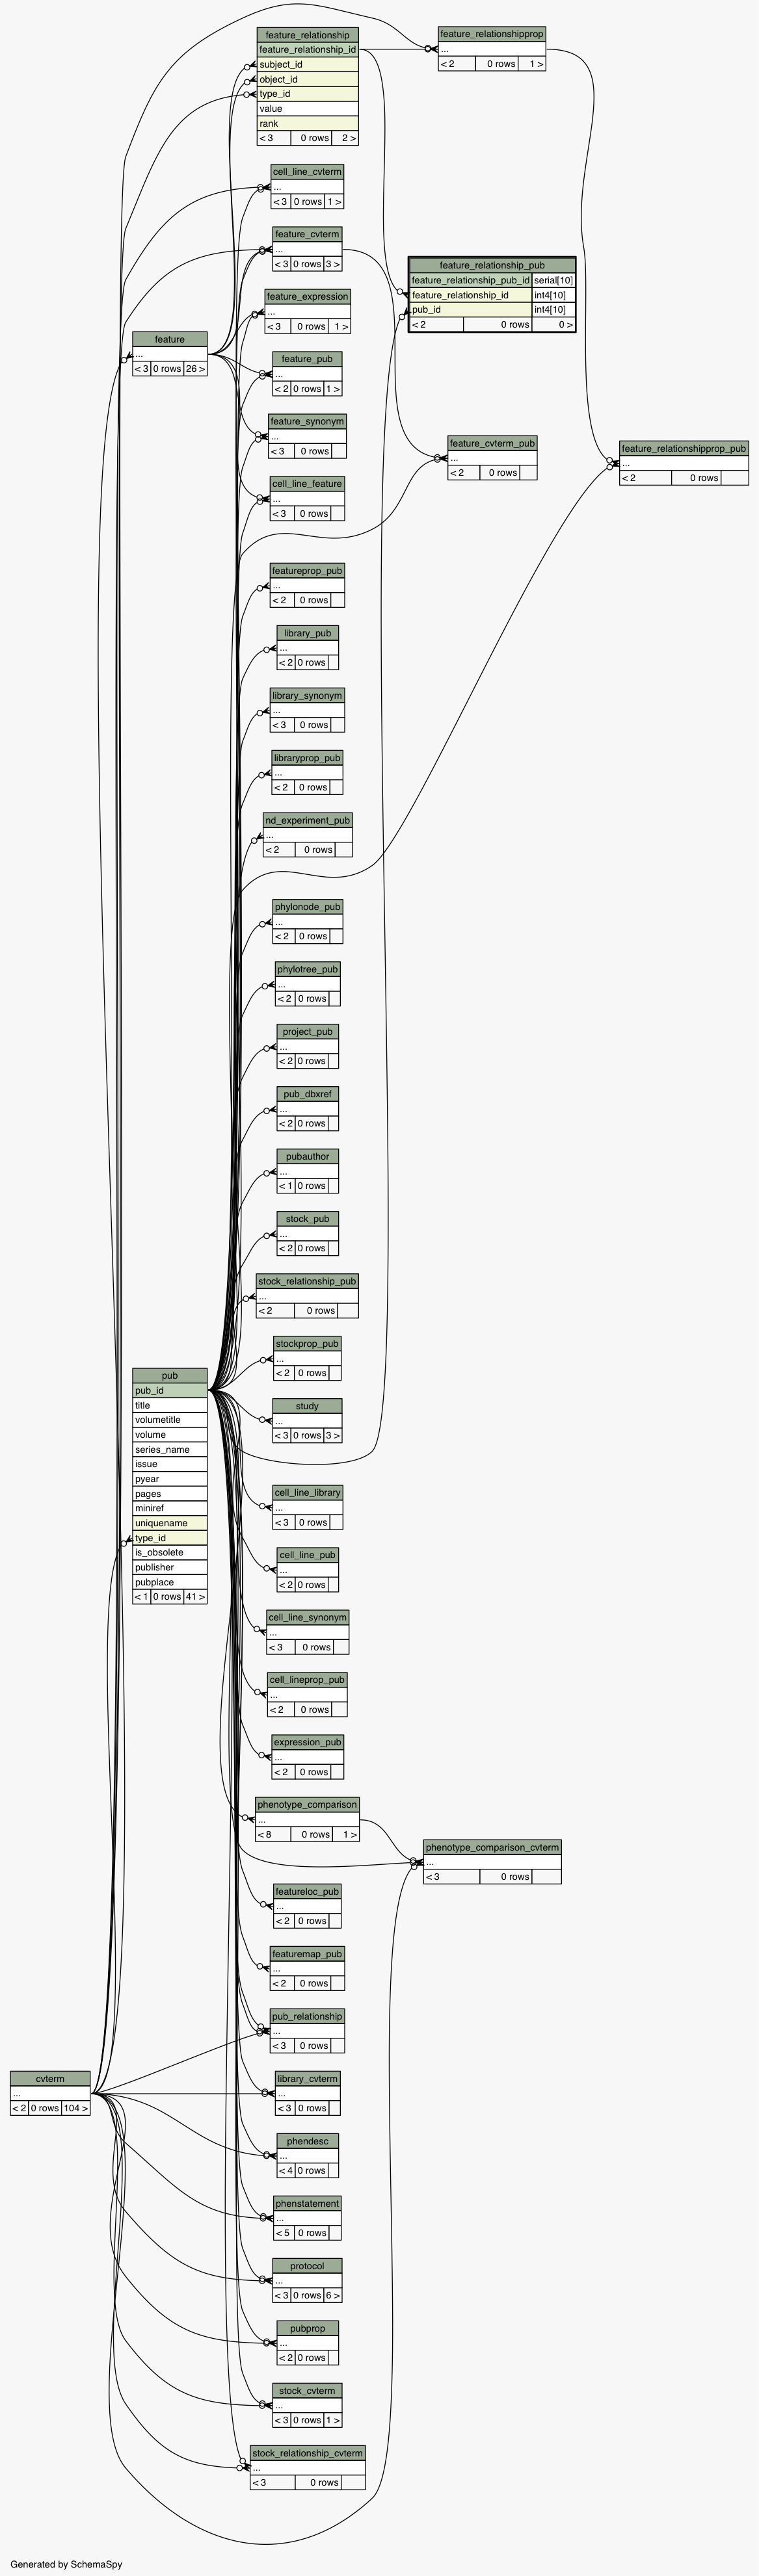 feature_relationship
feature_relationship_id
subject_id
object_id
type_id
value
rank
< 3 0 rows 2 >
feature_relationshipprop
...
< 2 0 rows 1 >
cell_line_cvterm
...
< 3 0 rows 1 >
feature_cvterm
...
< 3 0 rows 3 >
feature_relationship_pub
feature_relationship_pub_id serial[10]
feature_relationship_id int4[10]
pub_id int4[10]
< 2 0 rows 0 >
feature_expression
...
< 3 0 rows 1 >
feature
...
< 3 0 rows 26 >
feature_pub
...
< 2 0 rows 1 >
feature_synonym
...
< 3 0 rows
feature_cvterm_pub
...
< 2 0 rows
feature_relationshipprop_pub
...
< 2 0 rows
cell_line_feature
...
< 3 0 rows
featureprop_pub
...
< 2 0 rows
library_pub
...
< 2 0 rows
library_synonym
...
< 3 0 rows
libraryprop_pub
...
< 2 0 rows
nd_experiment_pub
...
< 2 0 rows
phylonode_pub
...
< 2 0 rows
phylotree_pub
...
< 2 0 rows
project_pub
...
< 2 0 rows
pub_dbxref
...
< 2 0 rows
pubauthor
...
< 1 0 rows
stock_pub
...
< 2 0 rows
stock_relationship_pub
...
< 2 0 rows
stockprop_pub
...
< 2 0 rows
pub
pub_id
title
volumetitle
volume
series_name
issue
pyear
pages
miniref
uniquename
type_id
is_obsolete
publisher
pubplace
< 1 0 rows 41 >
study
...
< 3 0 rows 3 >
cell_line_library
...
< 3 0 rows
cell_line_pub
...
< 2 0 rows
cell_line_synonym
...
< 3 0 rows
cell_lineprop_pub
...
< 2 0 rows
expression_pub
...
< 2 0 rows
phenotype_comparison
...
< 8 0 rows 1 >
phenotype_comparison_cvterm
...
< 3 0 rows
featureloc_pub
...
< 2 0 rows
featuremap_pub
...
< 2 0 rows
pub_relationship
...
< 3 0 rows
cvterm
...
< 2 0 rows 104 >
library_cvterm
...
< 3 0 rows
phendesc
...
< 4 0 rows
phenstatement
...
< 5 0 rows
protocol
...
< 3 0 rows 6 >
pubprop
...
< 2 0 rows
stock_cvterm
...
< 3 0 rows 1 >
stock_relationship_cvterm
...
< 3 0 rows
Generated by SchemaSpy